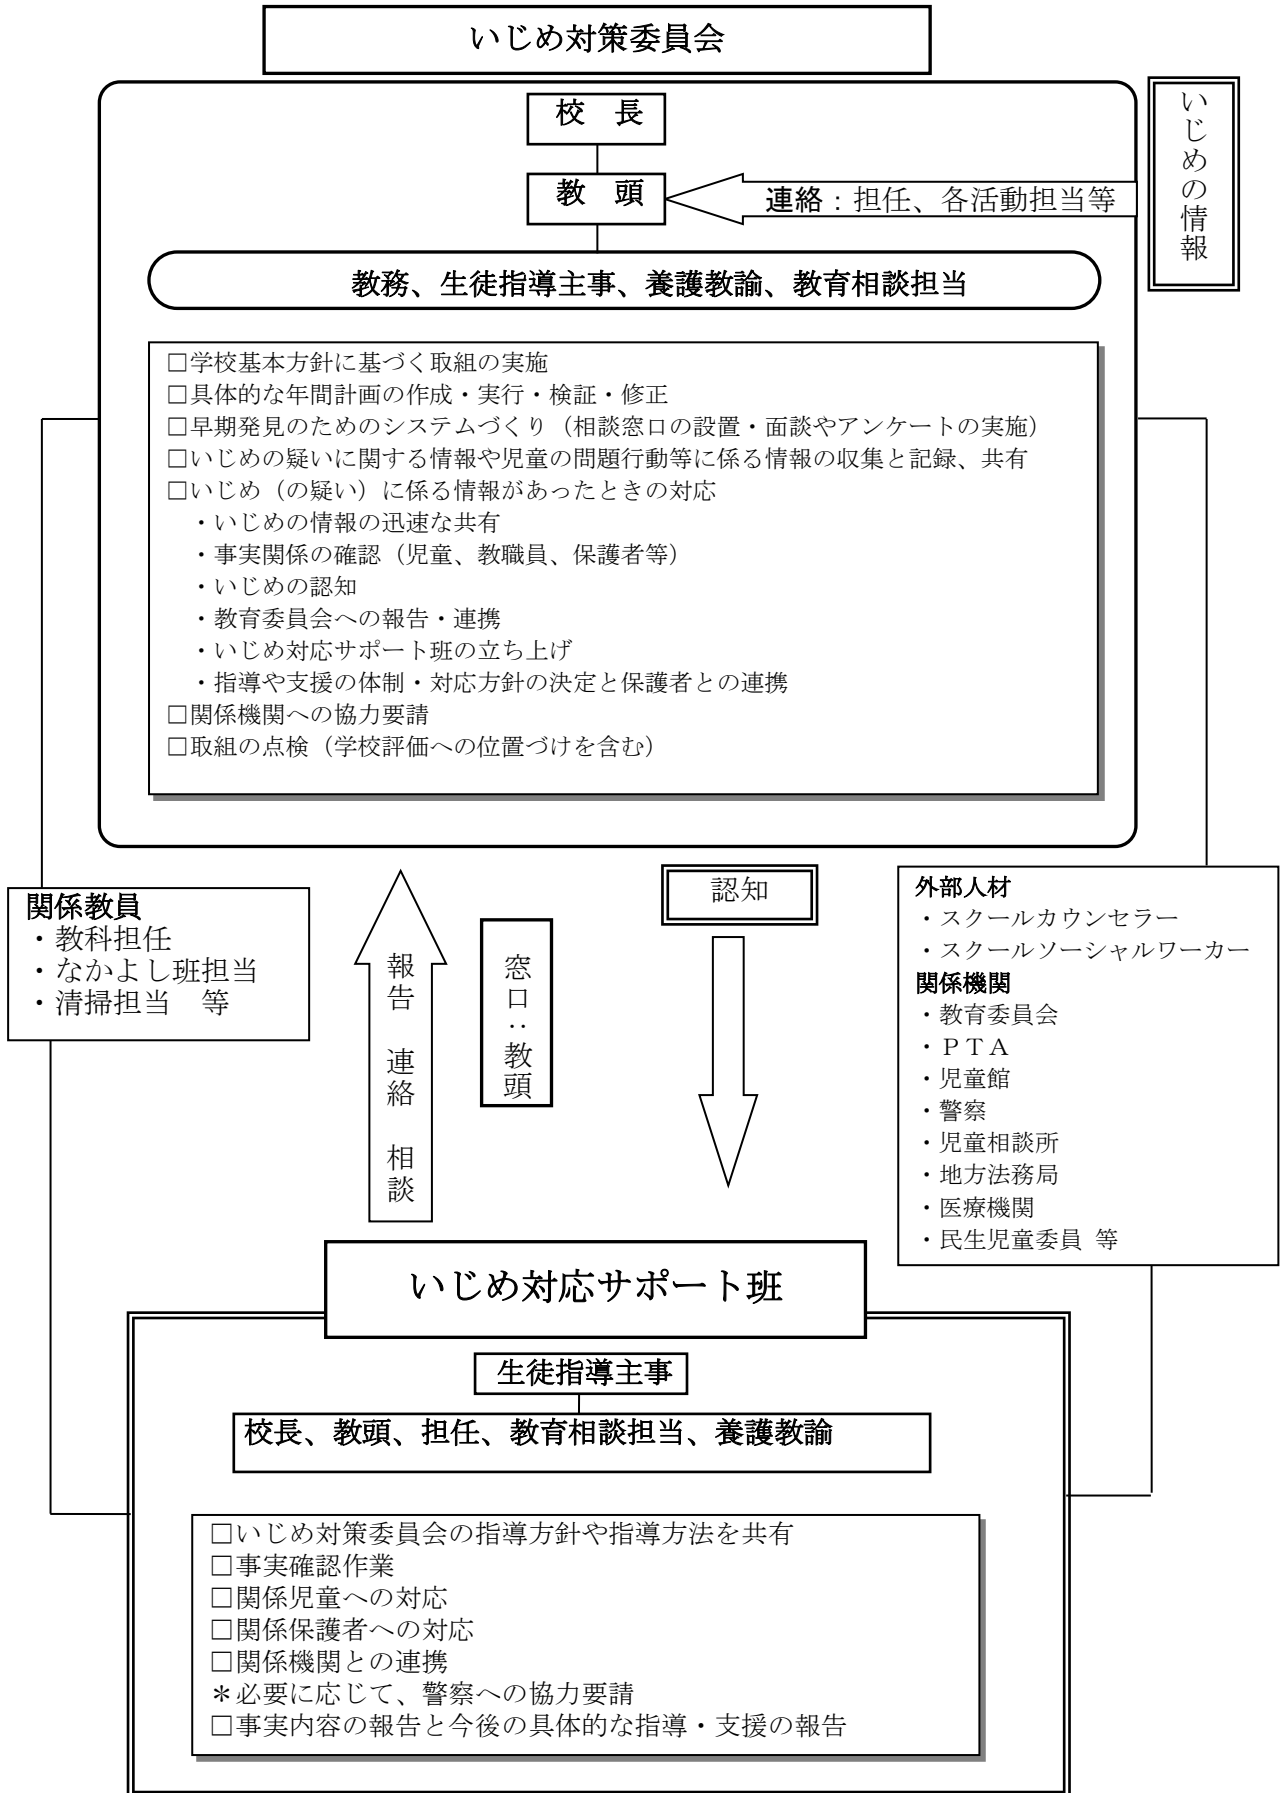 いじめ対策委員会
校　長
教　頭
連絡：担任、各活動担当等
いじめの情報
教務、生徒指導主事、養護教諭、教育相談担当
□学校基本方針に基づく取組の実施
□具体的な年間計画の作成・実行・検証・修正
□早期発見のためのシステムづくり（相談窓口の設置・面談やアンケートの実施）
□いじめの疑いに関する情報や児童の問題行動等に係る情報の収集と記録、共有
□いじめ（の疑い）に係る情報があったときの対応
・いじめの情報の迅速な共有
・事実関係の確認（児童、教職員、保護者等）
・いじめの認知
・教育委員会への報告・連携
・いじめ対応サポート班の立ち上げ
・指導や支援の体制・対応方針の決定と保護者との連携
□関係機関への協力要請
□取組の点検（学校評価への位置づけを含む）
関係教員
・教科担任
・なかよし班担当
・清掃担当　等
報告　連絡　相談
窓口：教頭
認知
外部人材
・スクールカウンセラー
・スクールソーシャルワーカー
関係機関
・教育委員会
・ＰＴＡ
・児童館
・警察
・児童相談所
・地方法務局
・医療機関
・民生児童委員 等
いじめ対応サポート班
生徒指導主事
校長、教頭、担任、教育相談担当、養護教諭
□いじめ対策委員会の指導方針や指導方法を共有
□事実確認作業
□関係児童への対応
□関係保護者への対応
□関係機関との連携
＊必要に応じて、警察への協力要請
□事実内容の報告と今後の具体的な指導・支援の報告